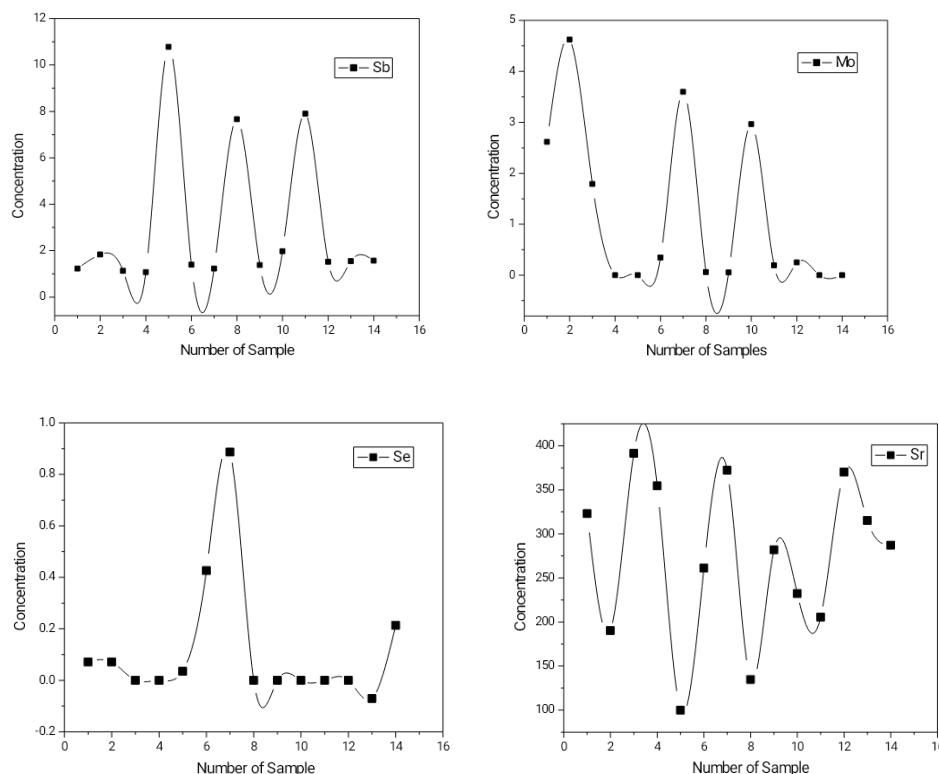 12
10
8
6
4
2
0
Concentration
Sb
0 2 4 6 8 10 12 14 16
Number of Sample
5
4
3
2
1
0
Concentration
Mo
0 2 4 6 8 10 12 14 16
Number of Samples
1.0
0.8
0.6
0.4
0.2
0.0
-0.2
Concentration
Se
0 2 4 6 8 10 12 14 16
Number of Sample
400
350
300
250
200
150
100
Concentration
Sr
0 2 4 6 8 10 12 14 16
Number of Sample